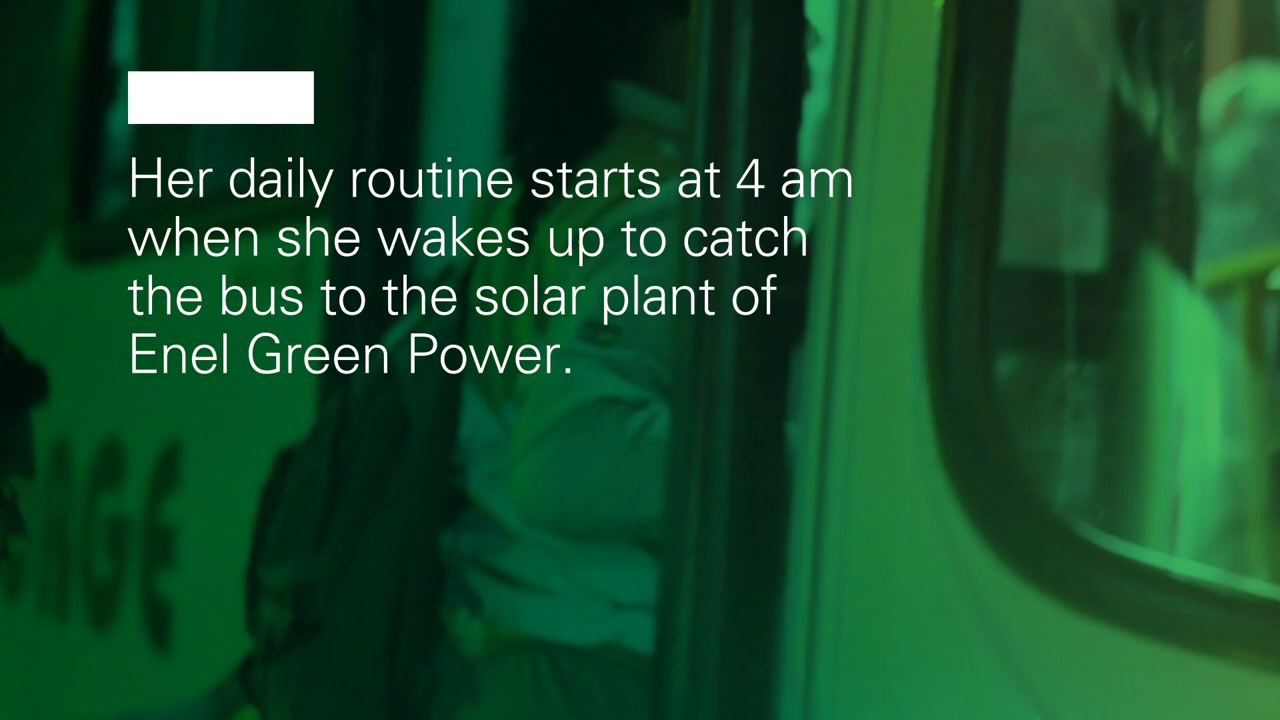 Her daily routine starts at 4 am
when she wakes up to catch
the bus to the solar plant of
Enel Green Power.
AGE